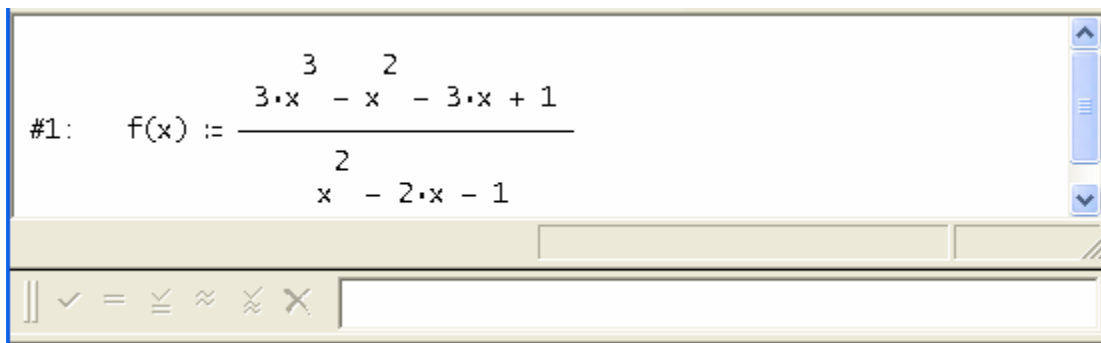 #1: f(x) := (3·x^3 - x^2 - 3·x + 1)/(x^2 - 2·x - 1)